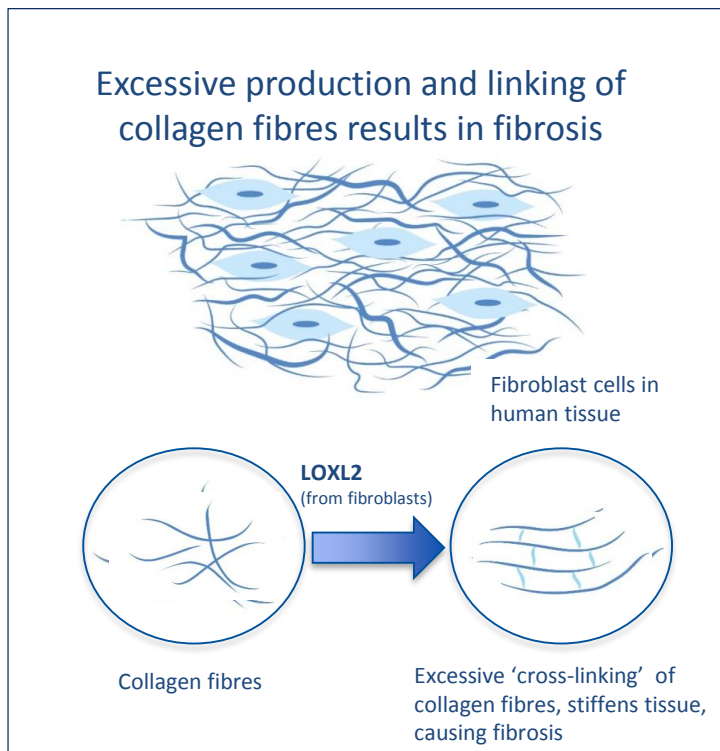 Excessive production and linking of
collagen fibres results in fibrosis
Fibroblast cells in
human tissue
LOXL2
(from fibroblasts)
Collagen fibres
Excessive ‘cross-linking’ of
collagen fibres, stiffens tissue,
causing fibrosis